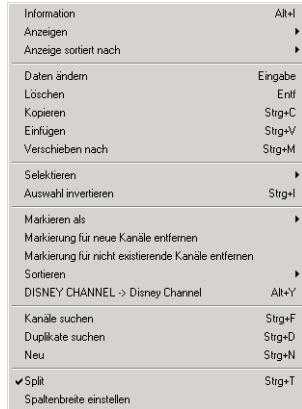 Information Alt+I
Anzeigen
Anzeige sortiert nach
Daten ändern Eingabe
Löschen Entf
Kopieren Strg+C
Einfügen Strg+V
Verschieben nach Strg+M
Selektieren
Auswahl invertieren Strg+I
Markieren als
Markierung für neue Kanäle entfernen
Markierung für nicht existierende Kanäle entfernen
Sortieren
DISNEY CHANNEL -> Disney Channel Alt+Y
Kanäle suchen Strg+F
Duplikate suchen Strg+D
Neu Strg+N
Split Strg+T
Spaltenbreite einstellen